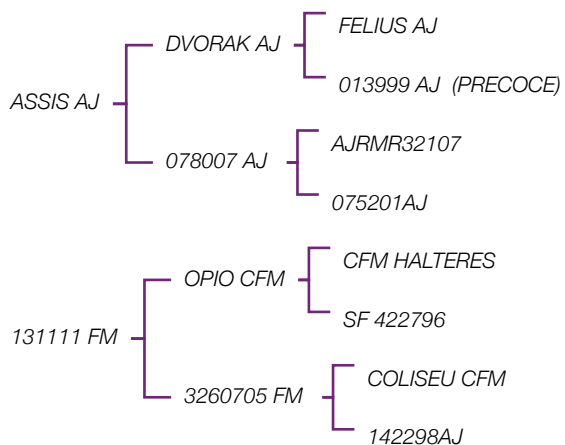 FELIUS AJ
DVORAK AJ
013999 AJ (PRECOCE)
ASSIS AJ
AJRMR32107
078007 AJ
075201AJ
CFM HALTERES
OPIO CFM
SF 422796
131111 FM
COLISEU CFM
3260705 FM
142298AJ